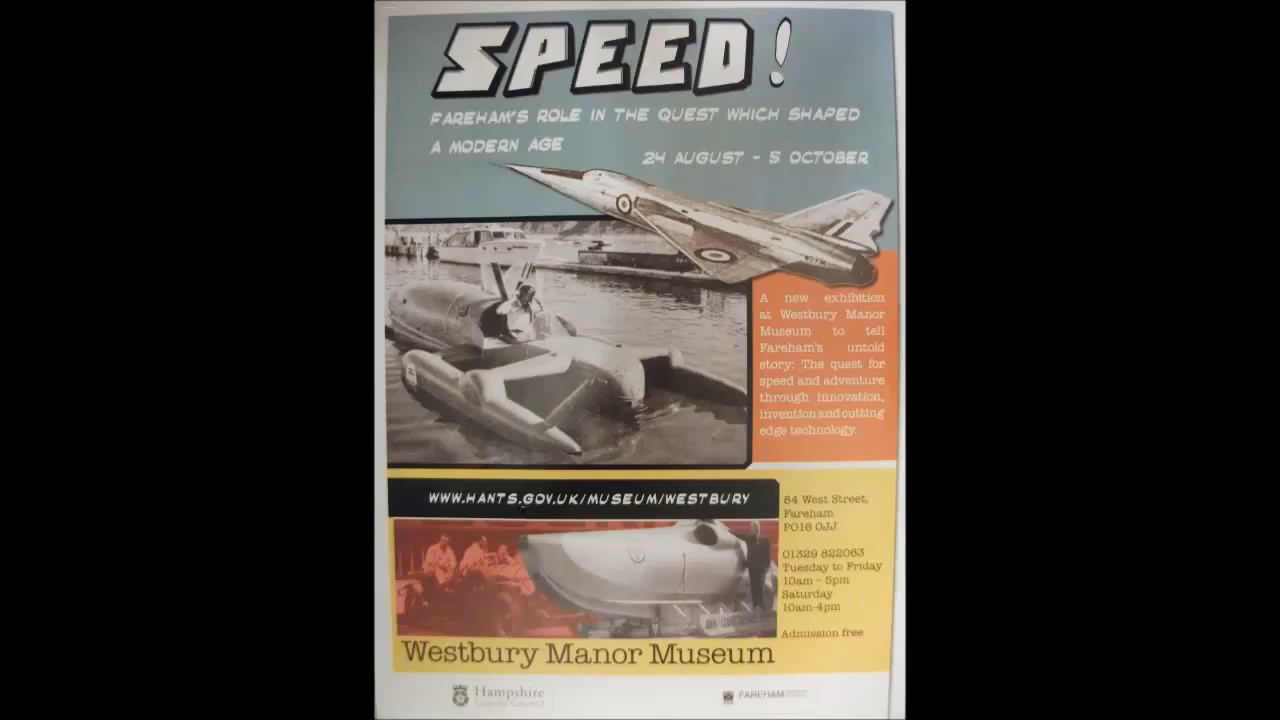 SPEED!
FAREHAM'S ROLE IN THE QUEST WHICH SHAPED
A MODERN AGE
24 AUGUST - 5 OCTOBER
A new exhibition
at Westbury Manor
Museum to tell
Fareham's untold
story: The quest for
speed and adventure
through innovation,
invention and cutting
edge technology.
WWW.HANTS.GOV.UK/MUSEUM/WESTBURY
84 West Street,
Fareham
PO16 0JJ
01329 822063
Tuesday to Friday
10am - 5pm
Saturday
10am-4pm
Admission free
Westbury Manor Museum
Hampshire
County Council
FAREHAM